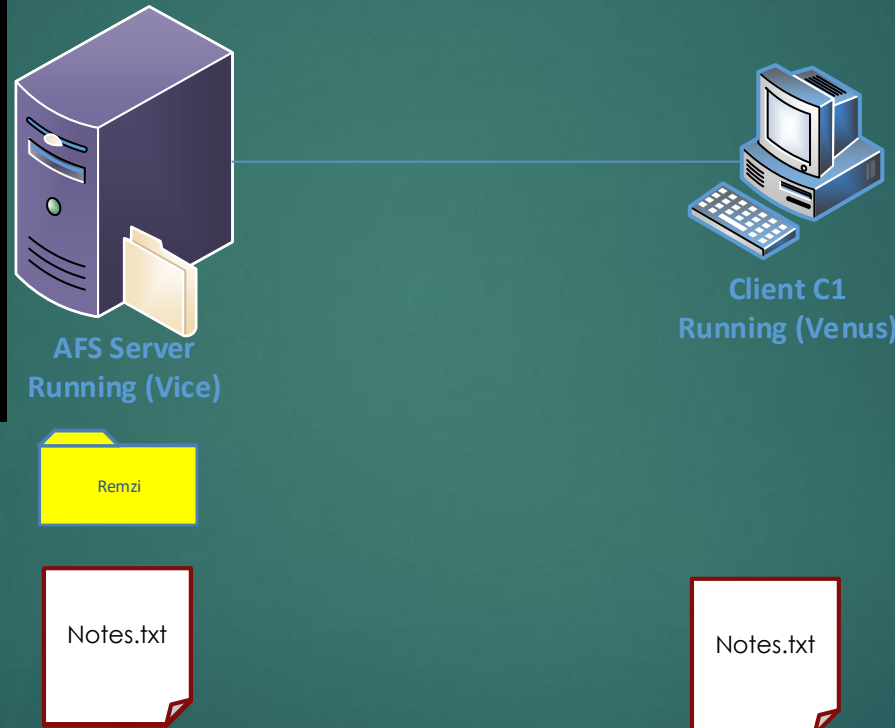 AFS Server
Running (Vice)
Client C1
Running (Venus)
Remzi
Notes.txt
Notes.txt